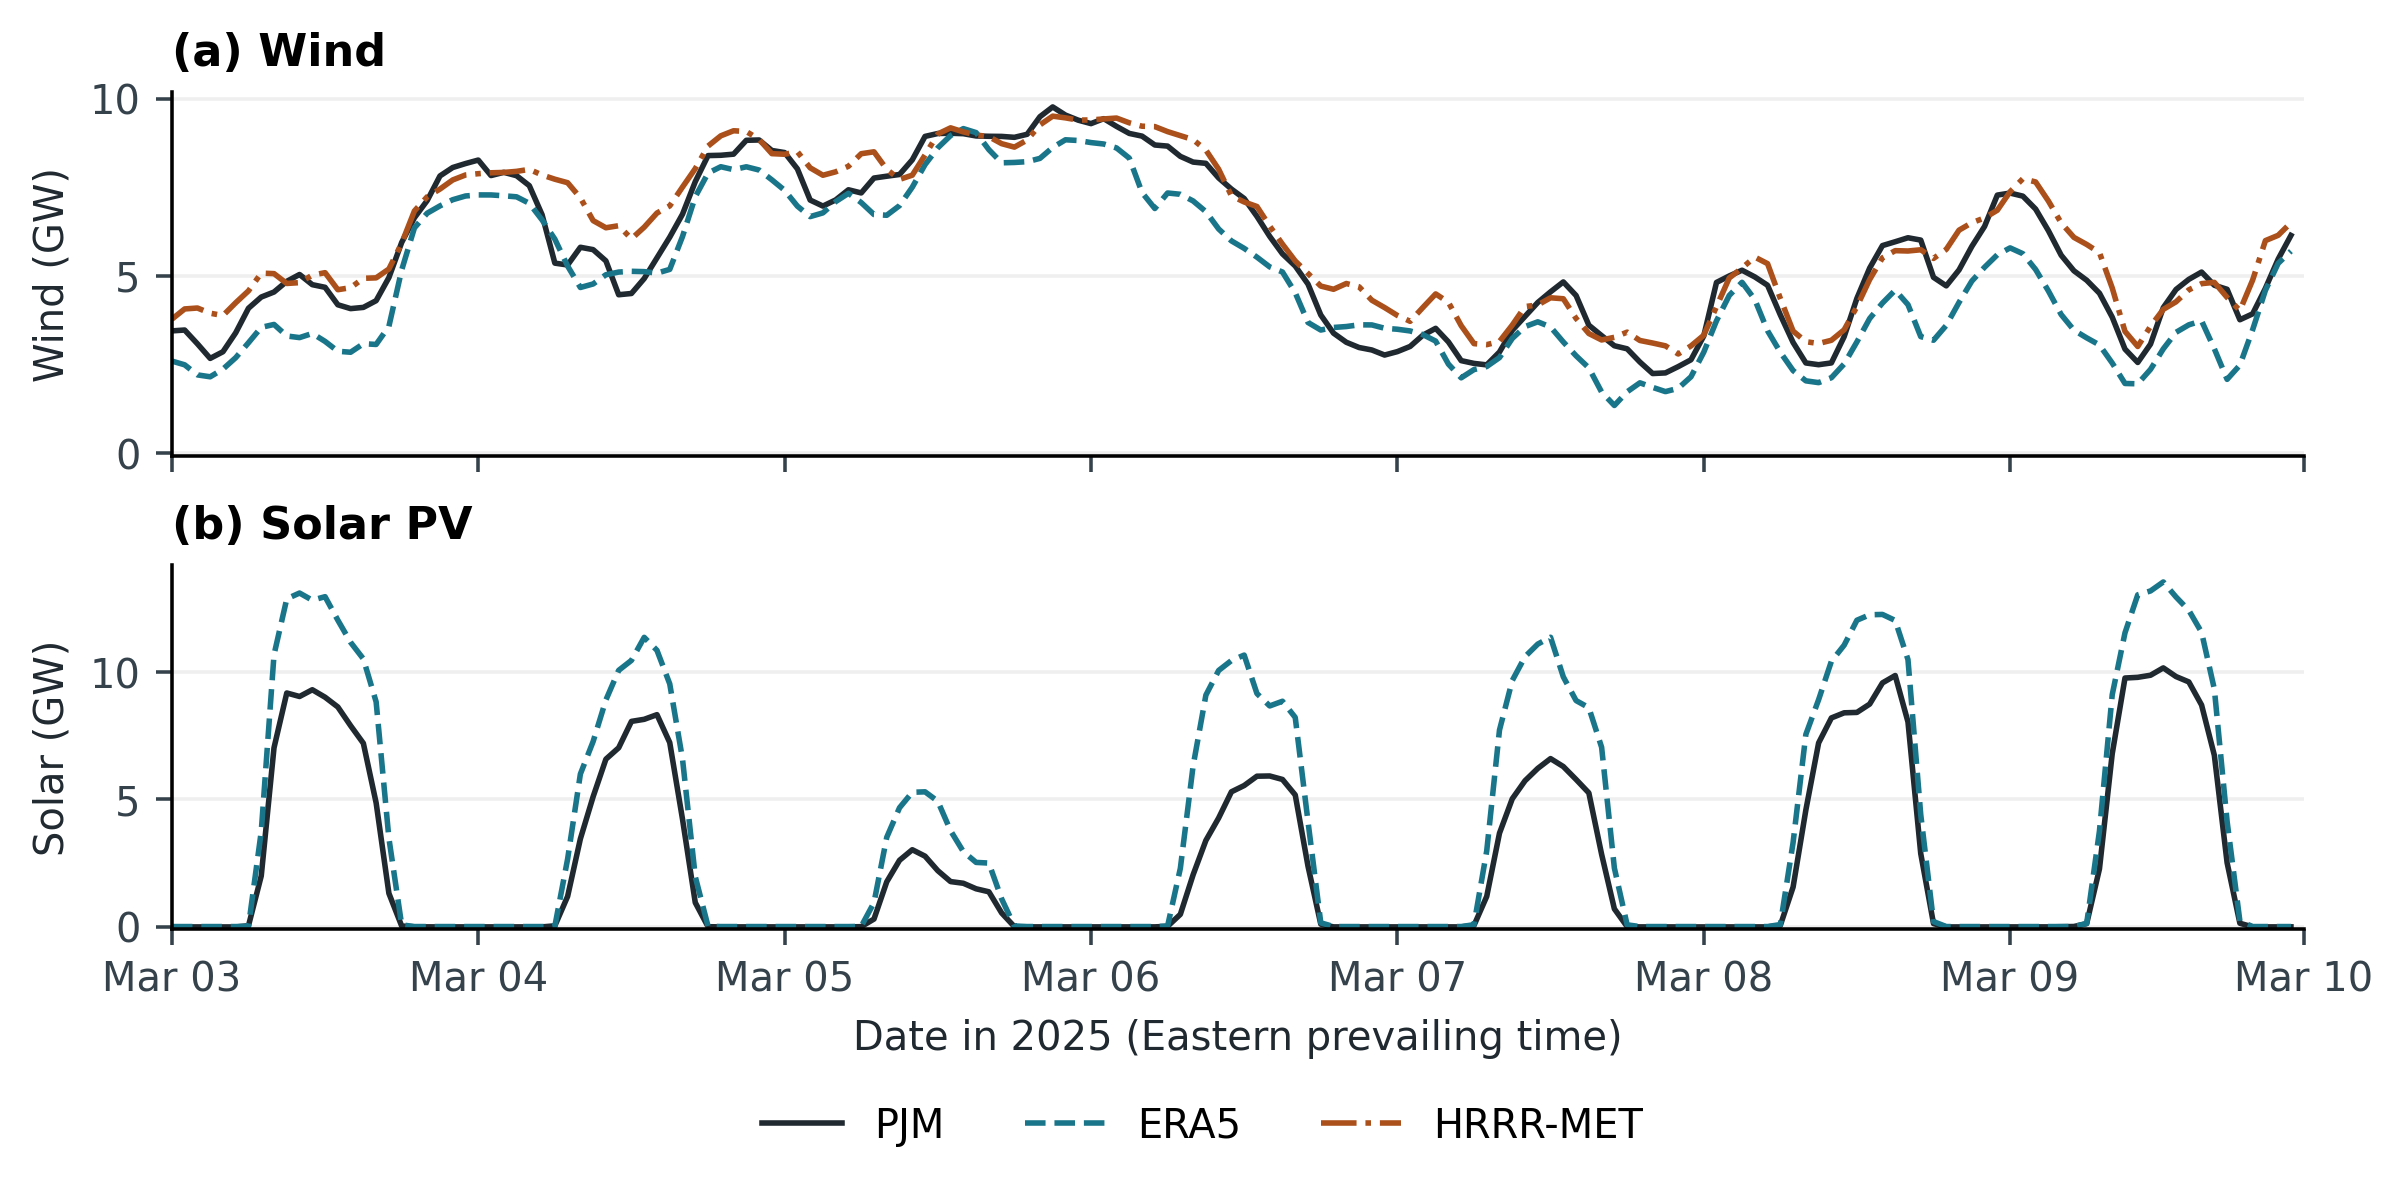 (a) Wind
10
5
0
Wind (GW)
(b) Solar PV
10
5
0
Solar (GW)
Mar 03 Mar 04 Mar 05 Mar 06 Mar 07 Mar 08 Mar 09 Mar 10
Date in 2025 (Eastern prevailing time)
PJM ERA5 HRRR-MET